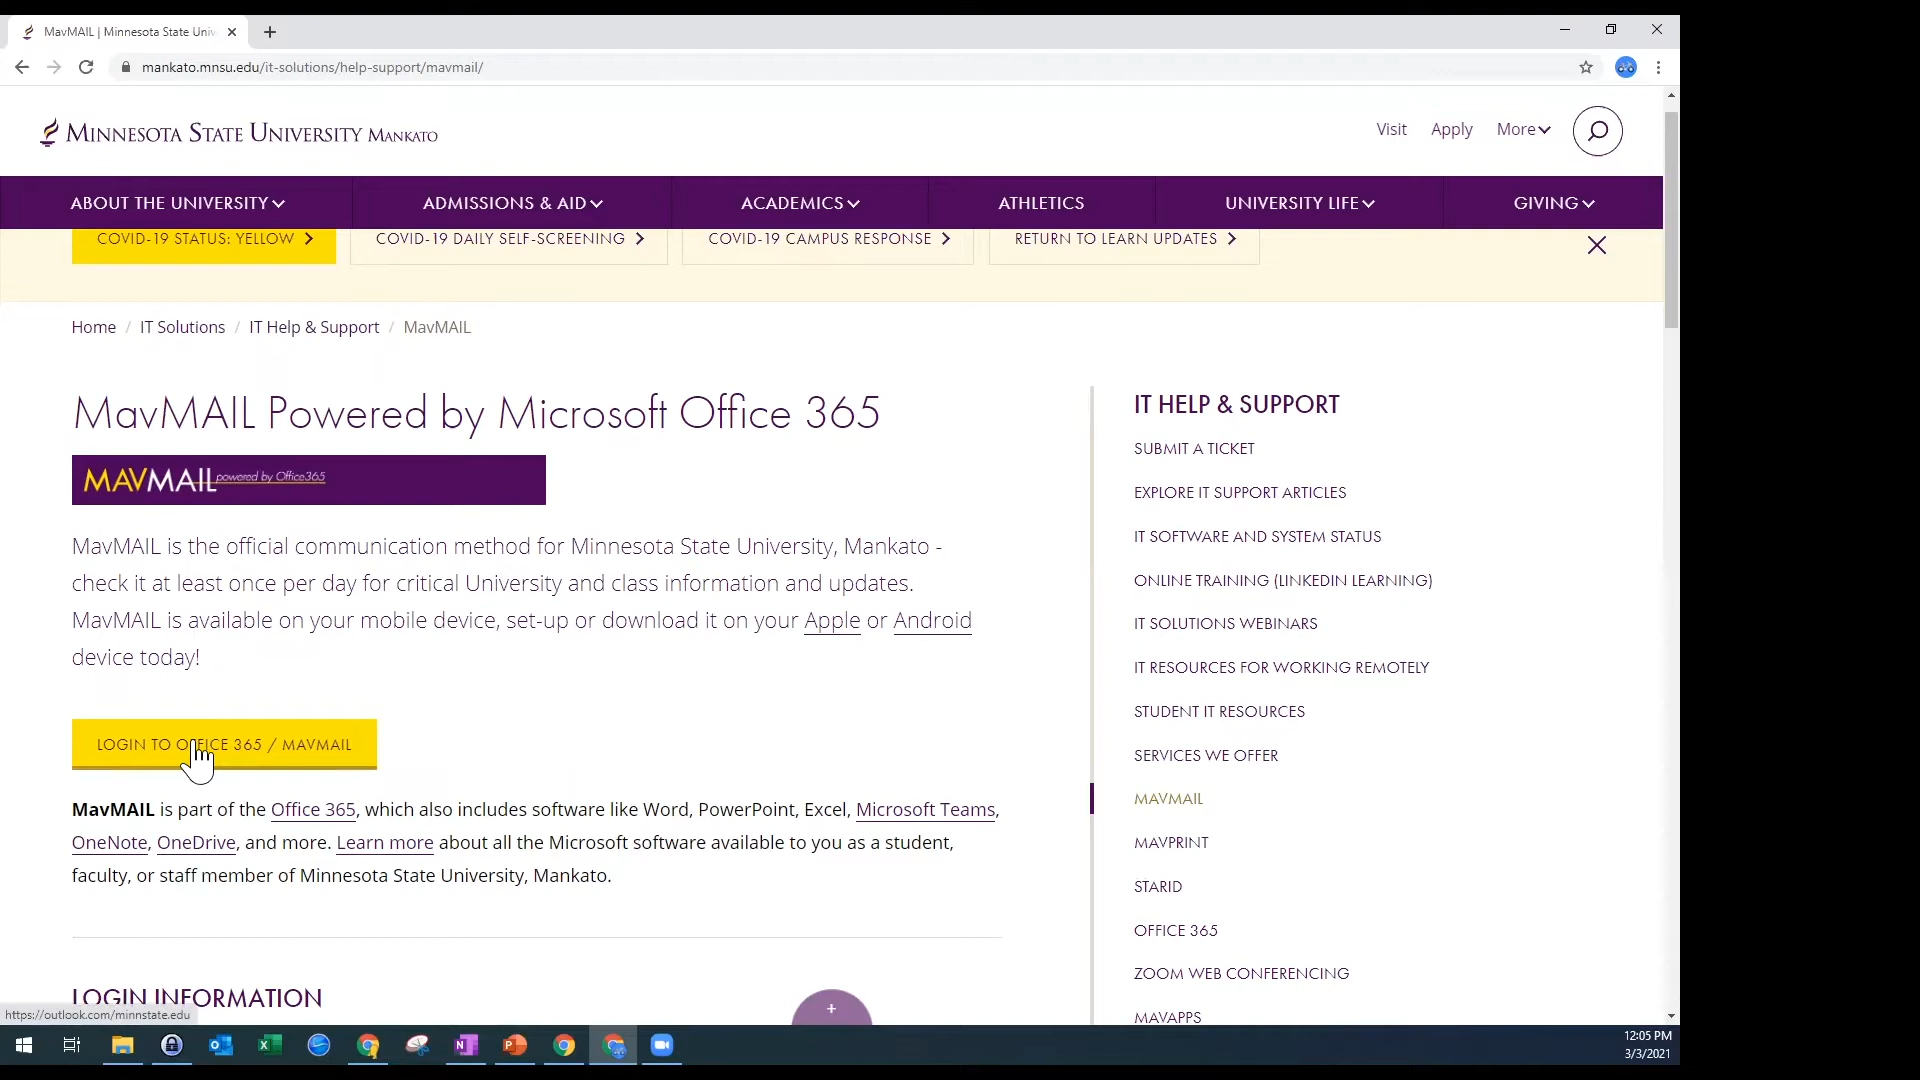 MavMAIL | Minnesota State Univ
mankato.mnsu.edu/it-solutions/help-support/mavmail/
MINNESOTA STATE UNIVERSITY MANKATO
Visit Apply More
ABOUT THE UNIVERSITY ADMISSIONS & AID ACADEMICS ATHLETICS UNIVERSITY LIFE GIVING
COVID-19 STATUS: YELLOW COVID-19 DAILY SELF-SCREENING COVID-19 CAMPUS RESPONSE RETURN TO LEARN UPDATES
Home / IT Solutions / IT Help & Support / MavMAIL
MavMAIL Powered by Microsoft Office 365
MAVMAIL powered by Office365
MavMAIL is the official communication method for Minnesota State University, Mankato -
check it at least once per day for critical University and class information and updates.
MavMAIL is available on your mobile device, set-up or download it on your Apple or Android
device today!
LOGIN TO OFFICE 365 / MAVMAIL
MavMAIL is part of the Office 365, which also includes software like Word, PowerPoint, Excel, Microsoft Teams,
OneNote, OneDrive, and more. Learn more about all the Microsoft software available to you as a student,
faculty, or staff member of Minnesota State University, Mankato.
LOGIN INFORMATION
IT HELP & SUPPORT
SUBMIT A TICKET
EXPLORE IT SUPPORT ARTICLES
IT SOFTWARE AND SYSTEM STATUS
ONLINE TRAINING (LINKEDIN LEARNING)
IT SOLUTIONS WEBINARS
IT RESOURCES FOR WORKING REMOTELY
STUDENT IT RESOURCES
SERVICES WE OFFER
MAVMAIL
MAVPRINT
STARID
OFFICE 365
ZOOM WEB CONFERENCING
MAVAPPS
https://outlook.com/minnstate.edu
12:05 PM
3/3/2021